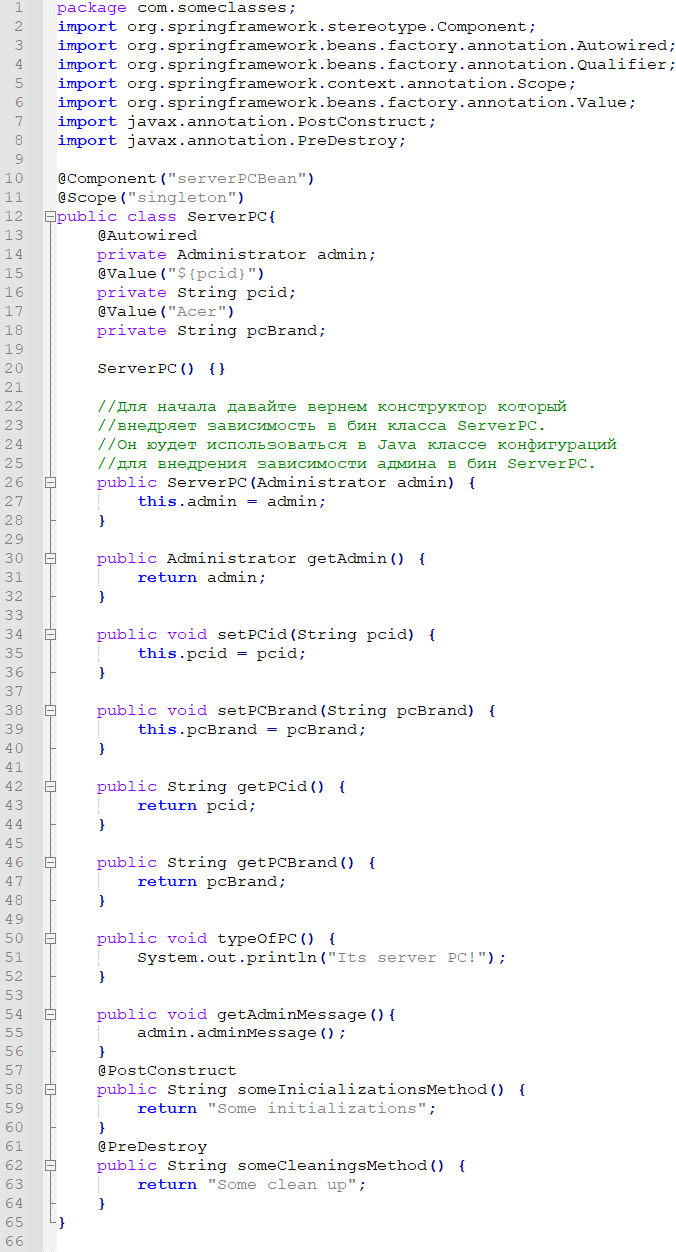 1 package com.someclasses;
2 import org.springframework.stereotype.Component;
3 import org.springframework.beans.factory.annotation.Autowired;
4 import org.springframework.beans.factory.annotation.Qualifier;
5 import org.springframework.context.annotation.Scope;
6 import org.springframework.beans.factory.annotation.Value;
7 import javax.annotation.PostConstruct;
8 import javax.annotation.PreDestroy;
9
10 @Component("serverPCBean")
11 @Scope("singleton")
12 public class ServerPC{
13     @Autowired
14     private Administrator admin;
15     @Value("${pcid}")
16     private String pcid;
17     @Value("Acer")
18     private String pcBrand;
19
20     ServerPC() {}
21
22     //Для начала давайте вернем конструктор который
23     //внедряет зависимость в бин класса ServerPC.
24     //Он юудет использоваться в Java классе конфигураций
25     //для внедрения зависимости админа в бин ServerPC.
26     public ServerPC(Administrator admin) {
27         this.admin = admin;
28     }
29
30     public Administrator getAdmin() {
31         return admin;
32     }
33
34     public void setPCid(String pcid) {
35         this.pcid = pcid;
36     }
37
38     public void setPCBrand(String pcBrand) {
39         this.pcBrand = pcBrand;
40     }
41
42     public String getPCid() {
43         return pcid;
44     }
45
46     public String getPCBrand() {
47         return pcBrand;
48     }
49
50     public void typeOfPC() {
51         System.out.println("Its server PC!");
52     }
53
54     public void getAdminMessage(){
55         admin.adminMessage();
56     }
57     @PostConstruct
58     public String someInicializationsMethod() {
59         return "Some initializations";
60     }
61     @PreDestroy
62     public String someCleaningsMethod() {
63         return "Some clean up";
64     }
65 }
66